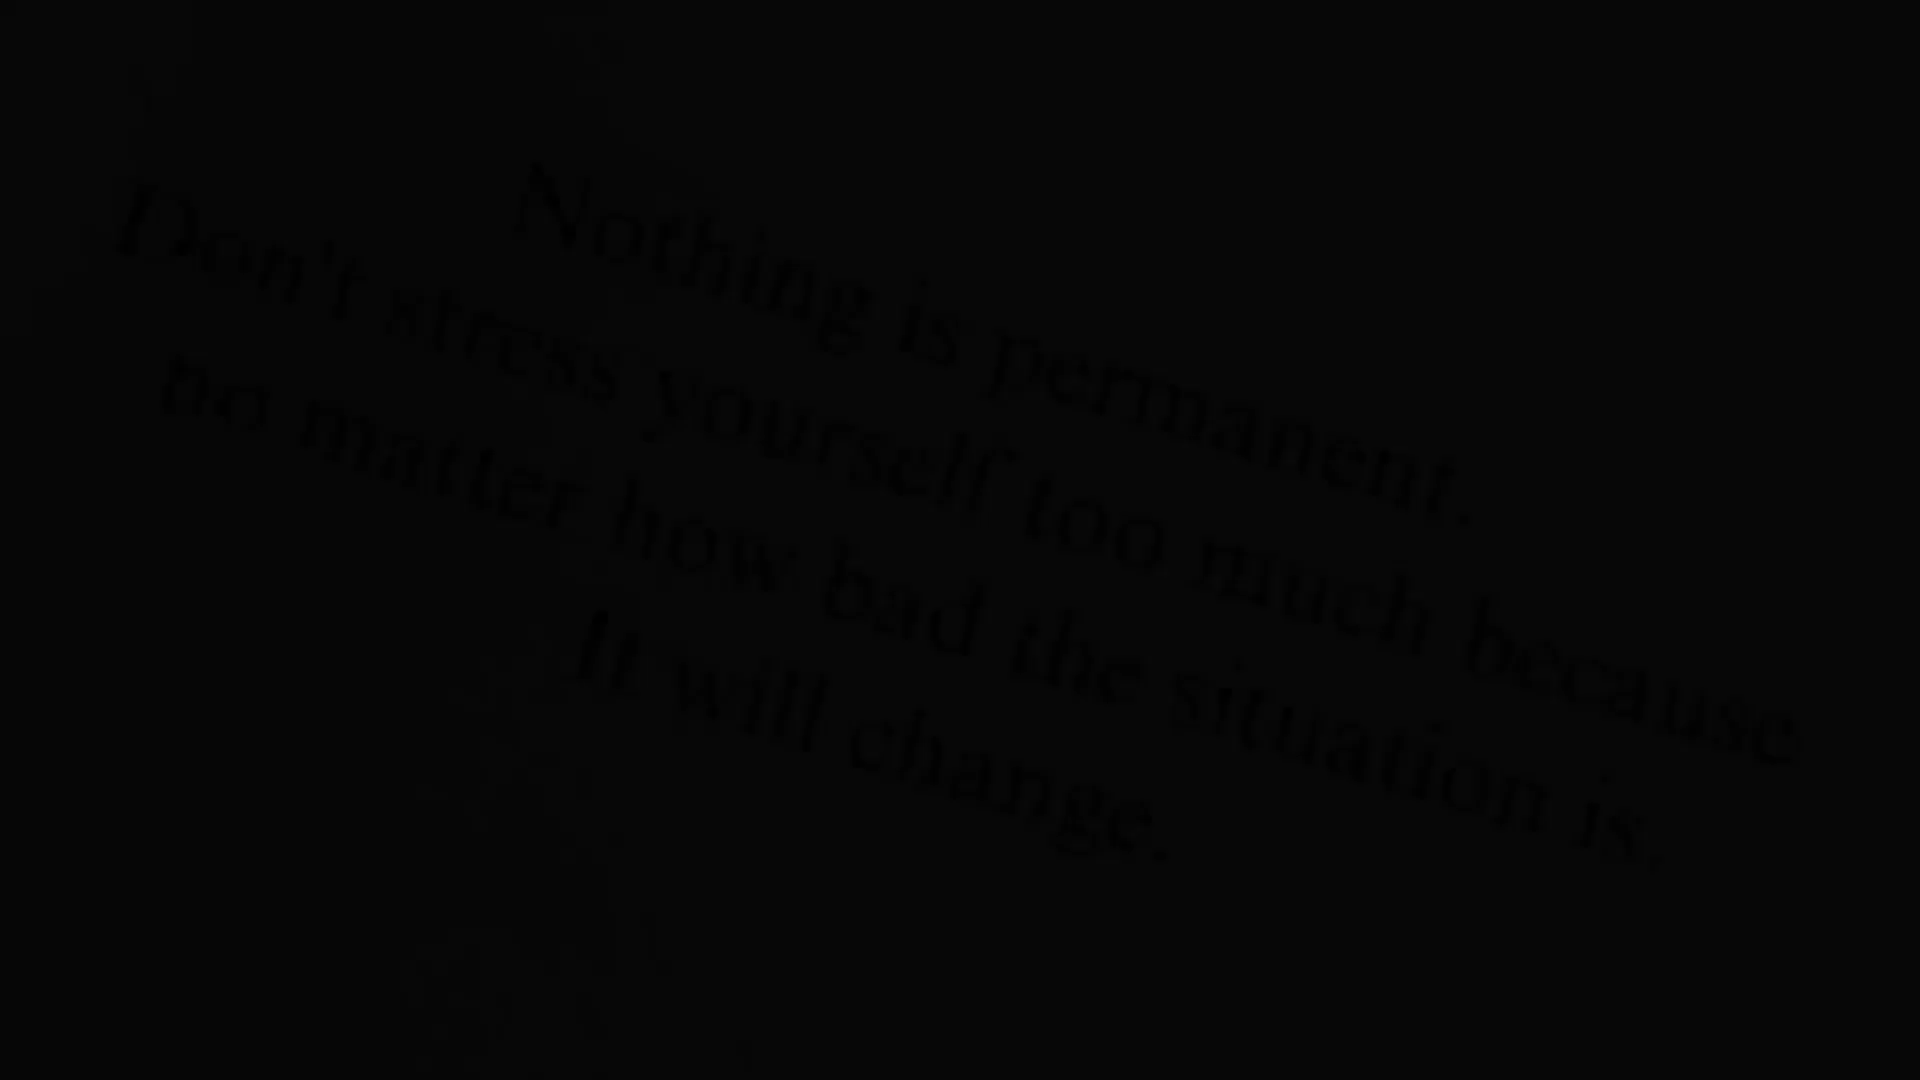 Nothing is permanent.
Don't stress yourself too much because
no matter how bad the situation is.
It will change.